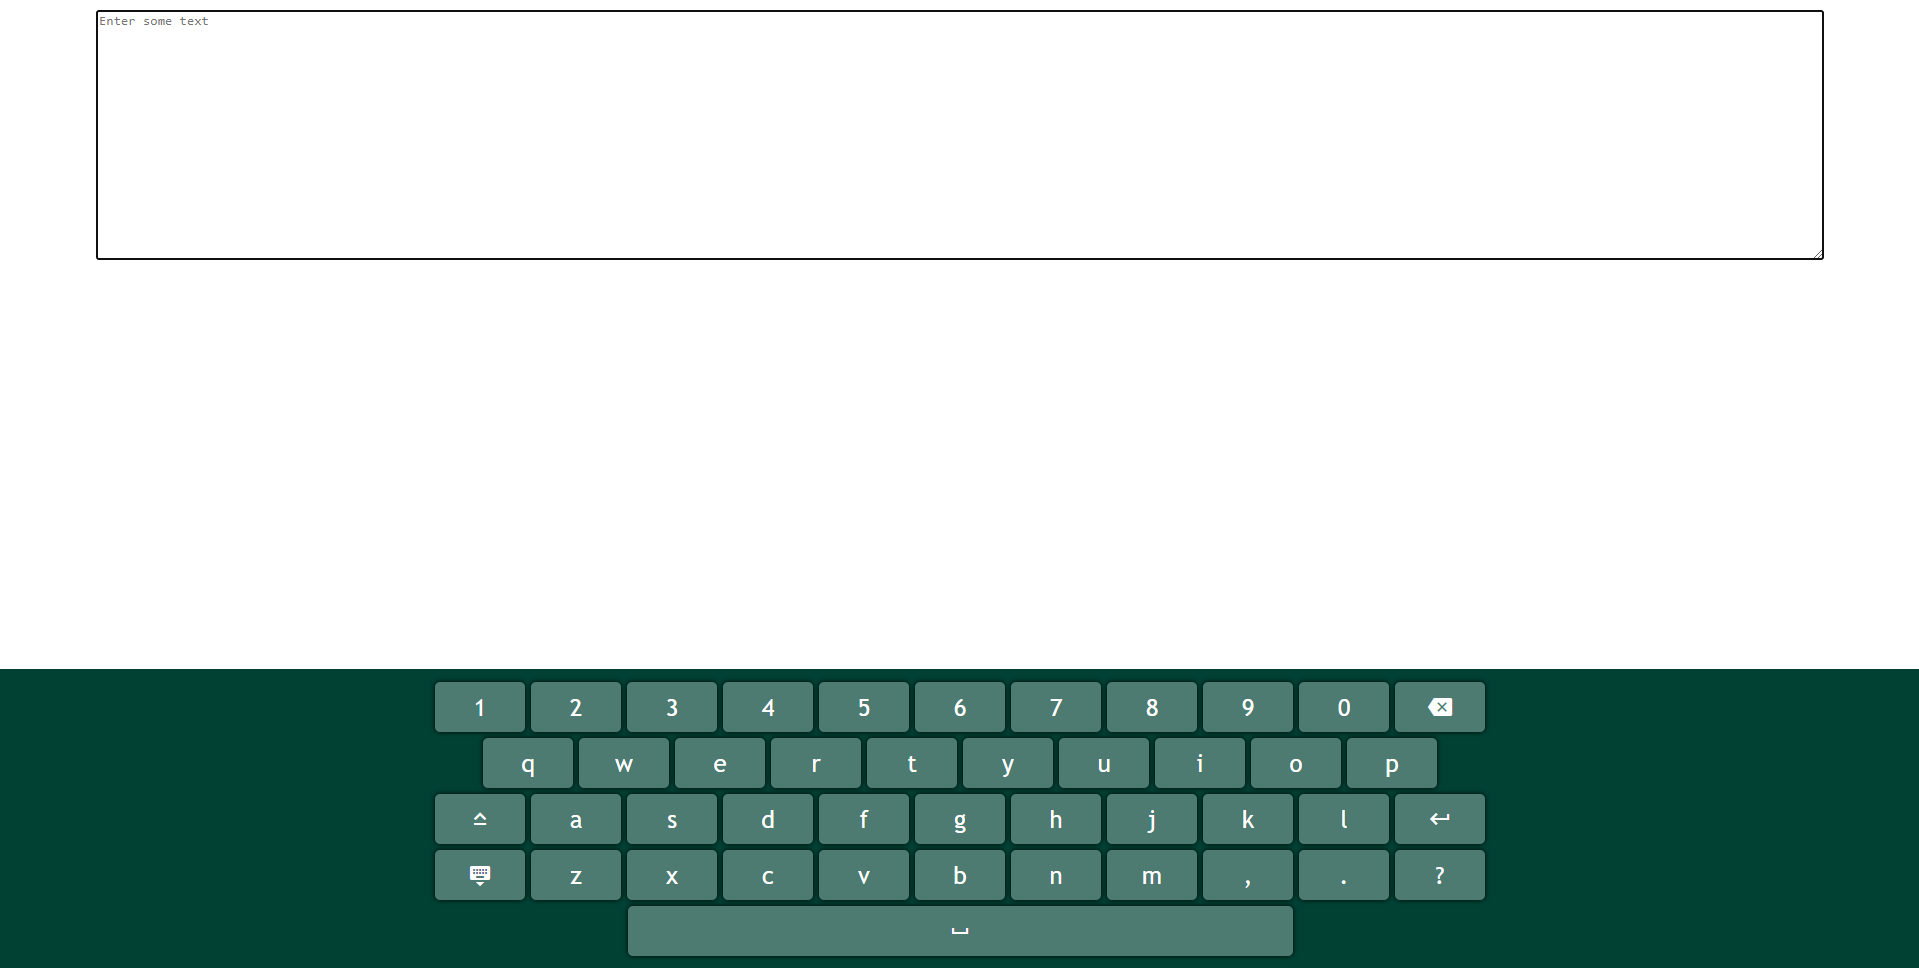 Enter some text
1 2 3 4 5 6 7 8 9 0
q w e r t y u i o p
a s d f g h j k l
z x c v b n m , . ?